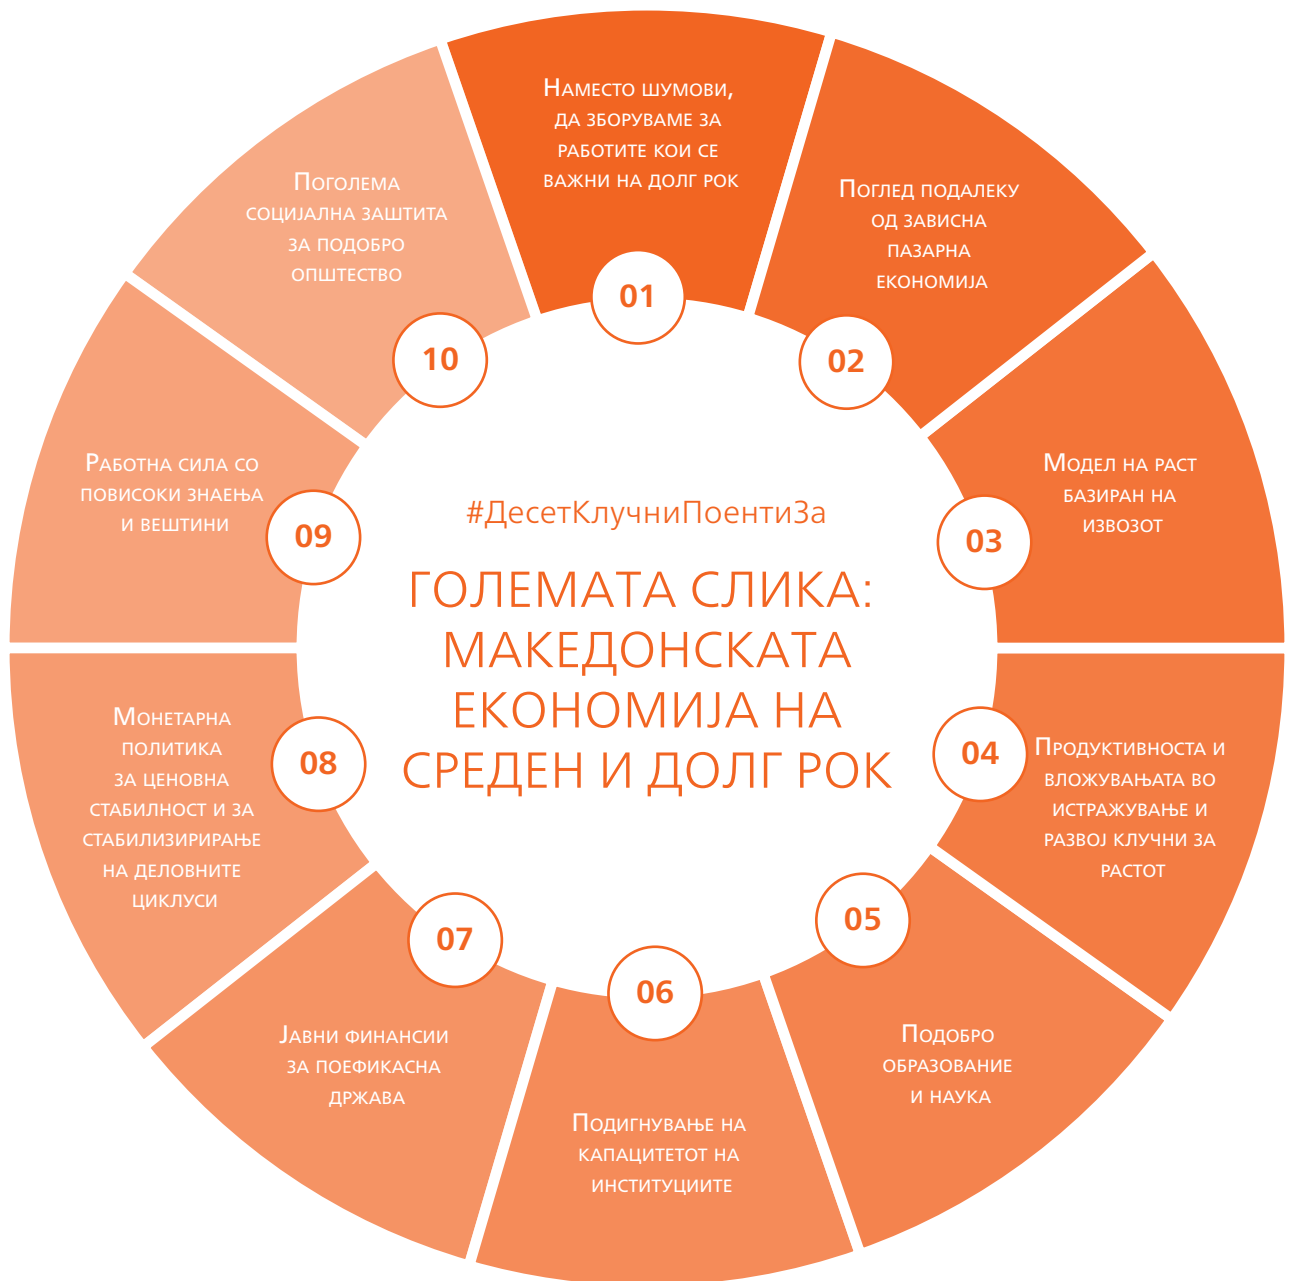 #ДесетКлучниПоентиЗа
ГОЛЕМАТА СЛИКА:
МАКЕДОНСКАТА
ЕКОНОМИЈА НА
СРЕДЕН И ДОЛГ РОК
Наместо шумови,
да зборуваме за
работите кои се
важни на долг рок
01
Поглед подалеку
од зависна
пазарна
економија
02
Модел на раст
базиран на
извозот
03
Продуктивноста и
вложувањата во
истражување и
развој клучни за
растот
04
Подобро
образование
и наука
05
Подигнување на
капацитетот на
институциите
06
Јавни финансии
за поефикасна
држава
07
Монетарна
политика
за ценовна
стабилност и за
стабилизирирање
на деловните
циклуси
08
Работна сила со
повисоки знаења
и вештини
09
Поголема
социјална заштита
за подобро
општество
10